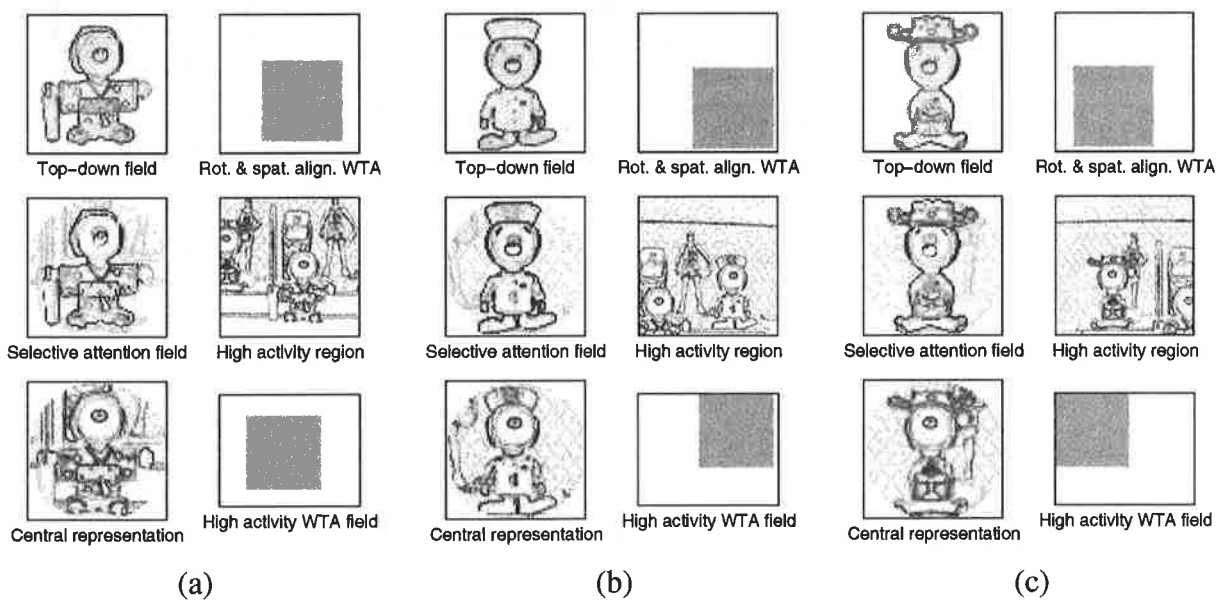 Top-down field
Rot. & spat. align. WTA
Top-down field
Rot. & spat. align. WTA
Top-down field
Rot. & spat. align. WTA
Selective attention field
High activity region
Selective attention field
High activity region
Selective attention field
High activity region
Central representation
High activity WTA field
Central representation
High activity WTA field
Central representation
High activity WTA field
(a)
(b)
(c)